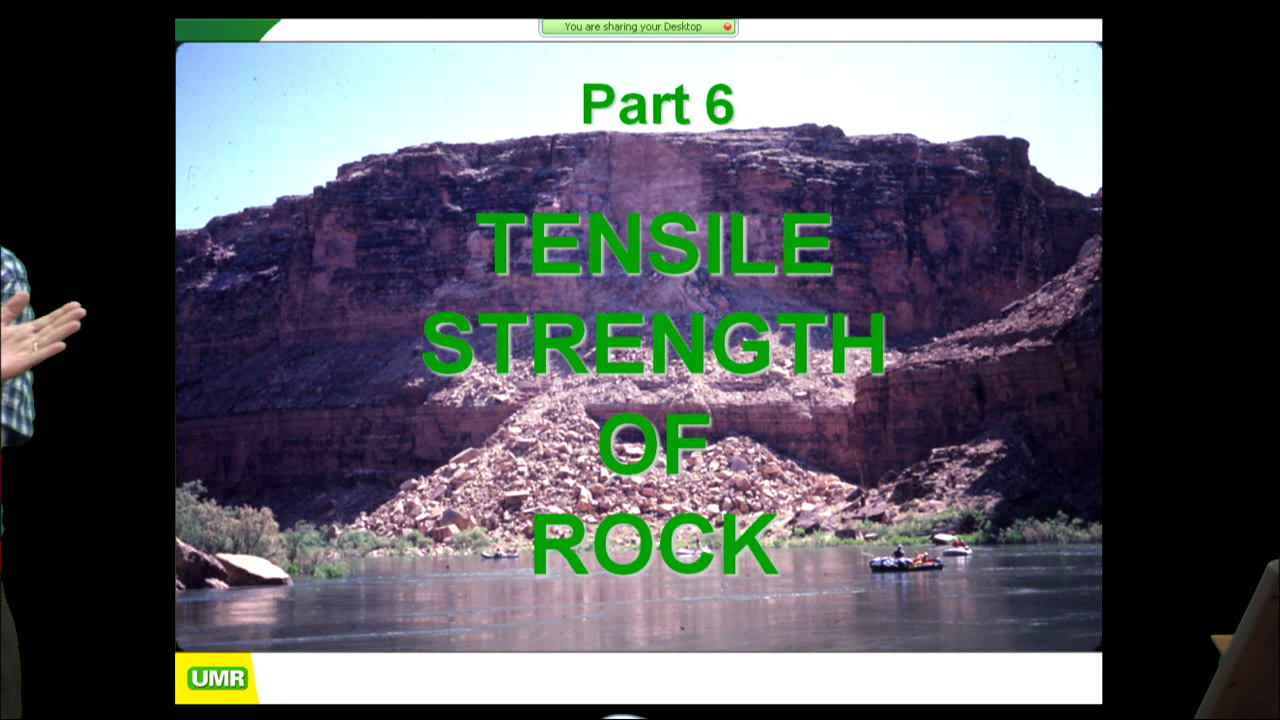 You are sharing your Desktop
Part 6
TENSILE
STRENGTH
OF
ROCK
UMR